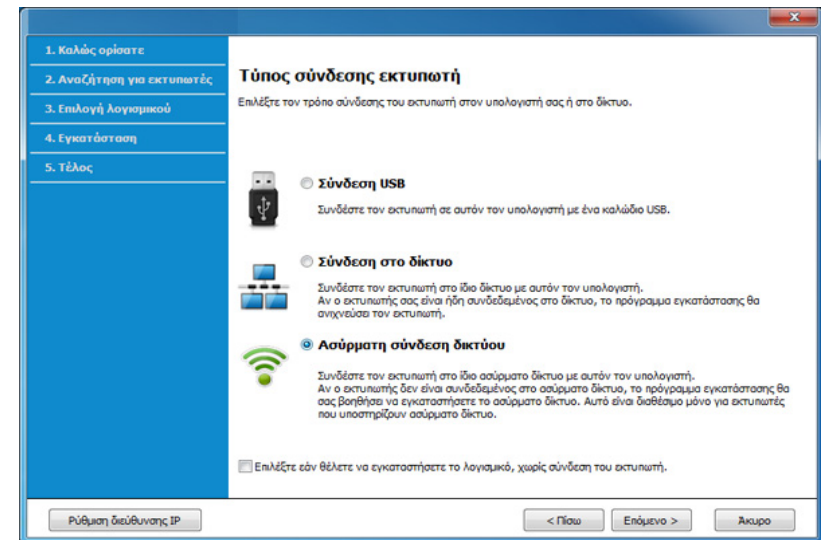 1. Καλώς ορίσατε
2. Αναζήτηση για εκτυπωτές
3. Επιλογή λογισμικού
4. Εγκατάσταση
5. Τέλος
Τύπος σύνδεσης εκτυπωτή
Επιλέξτε τον τρόπο σύνδεσης του εκτυπωτή στον υπολογιστή σας ή στο δίκτυο.
Σύνδεση USB
Συνδέστε τον εκτυπωτή σε αυτόν τον υπολογιστή με ένα καλώδιο USB.
Σύνδεση στο δίκτυο
Συνδέστε τον εκτυπωτή στο ίδιο δίκτυο με αυτόν τον υπολογιστή.
Αν ο εκτυπωτής σας είναι ήδη συνδεδεμένος στο δίκτυο, το πρόγραμμα εγκατάστασης θα
ανιχνεύσει τον εκτυπωτή.
Ασύρματη σύνδεση δικτύου
Συνδέστε τον εκτυπωτή στο ίδιο ασύρματο δίκτυο με αυτόν τον υπολογιστή.
Αν ο εκτυπωτής δεν είναι συνδεδεμένος στο ασύρματο δίκτυο, το πρόγραμμα εγκατάστασης θα
σας βοηθήσει να εγκαταστήσετε το ασύρματο δίκτυο. Αυτό είναι διαθέσιμο μόνο για εκτυπωτές
που υποστηρίζουν ασύρματο δίκτυο.
Επιλέξτε εάν θέλετε να εγκαταστήσετε το λογισμικό, χωρίς σύνδεση του εκτυπωτή.
Ρύθμιση διεύθυνσης IP
< Πίσω
Επόμενο >
Άκυρο